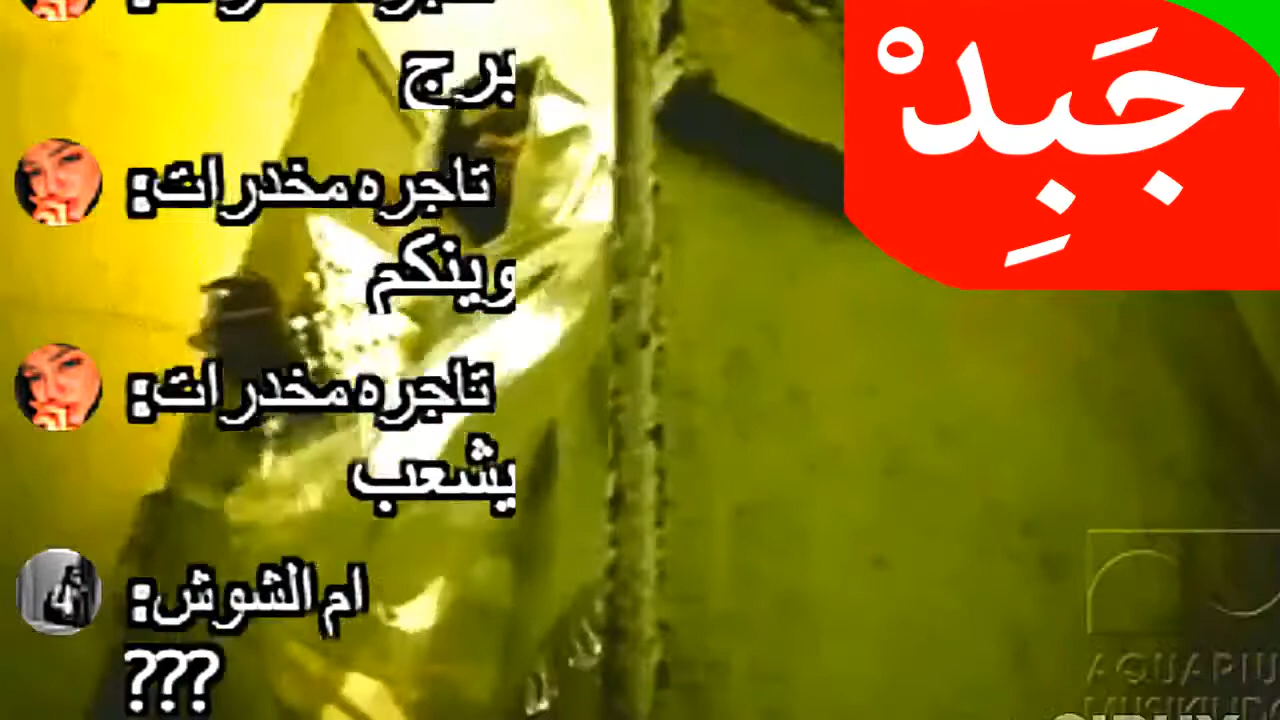 برج
تاجره مخدرات:
وينكم
تاجره مخدرات:
يشعب
ام الشوش:
???
جَبِدْ
AQUARIU